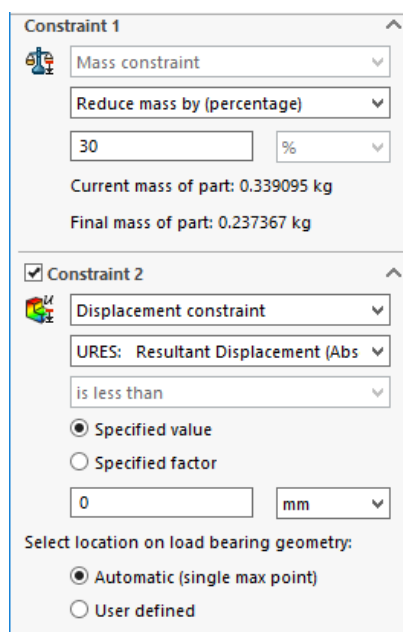 Constraint 1
Mass constraint
Reduce mass by (percentage)
30 %
Current mass of part: 0.339095 kg
Final mass of part: 0.237367 kg
Constraint 2
Displacement constraint
URES: Resultant Displacement (Abs
is less than
Specified value
Specified factor
0 mm
Select location on load bearing geometry:
Automatic (single max point)
User defined